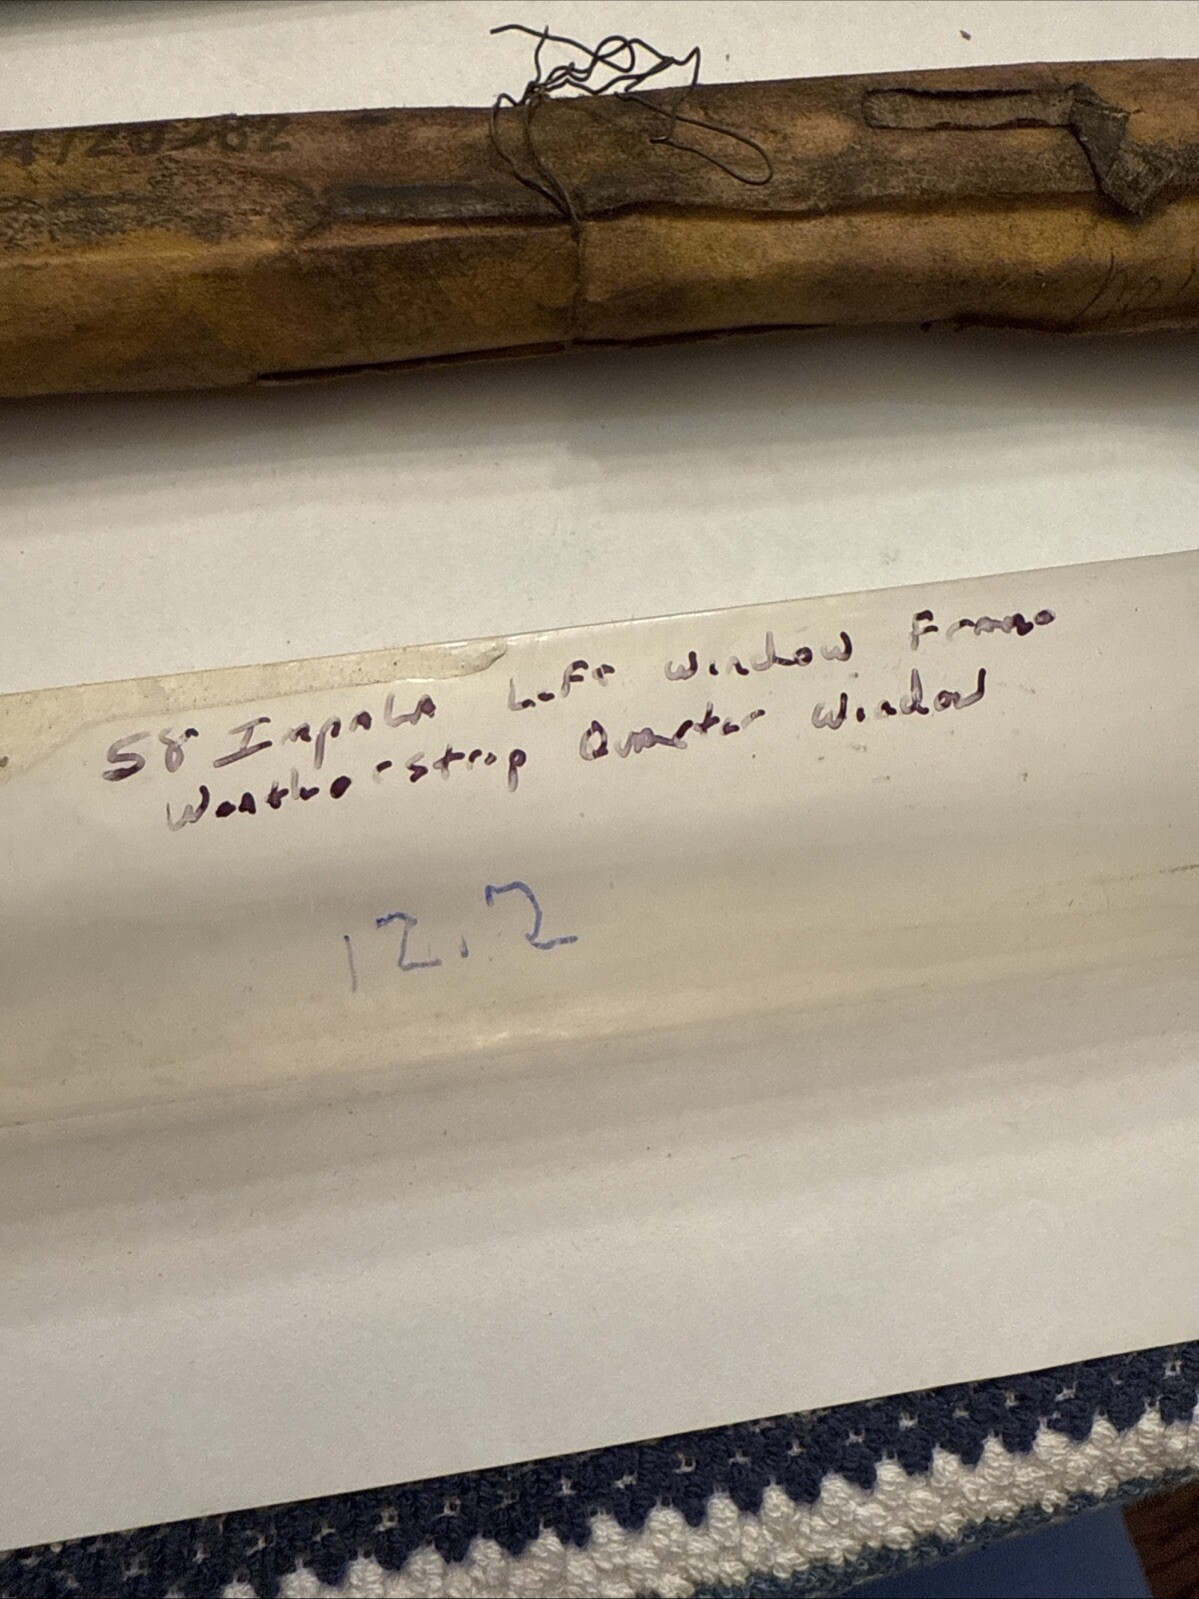 58 Impala Left Window Frame
Weather-strip Quarter Window
12.2